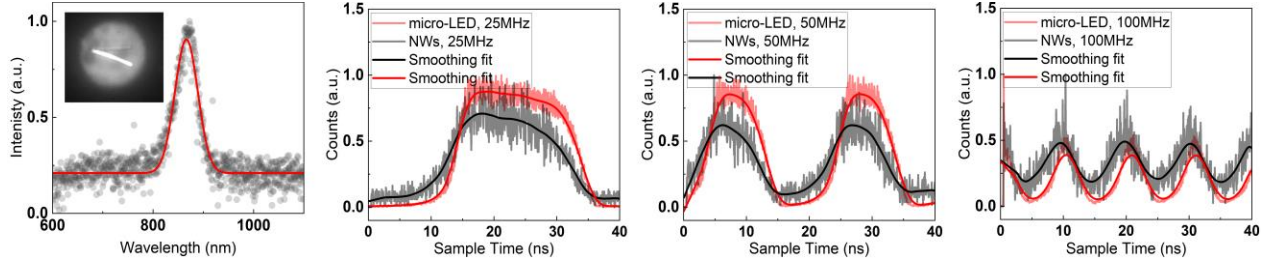 Intenisty (a.u.)
1.0
0.5
0.0
600
800
1000
Wavelength (nm)
micro-LED, 25MHz
NWs, 25MHz
Smoothing fit
Smoothing fit
Counts (a.u.)
1.5
1.0
0.5
0.0
0
10
20
30
40
Sample Time (ns)
micro-LED, 50MHz
NWs, 50MHz
Smoothing fit
Smoothing fit
Counts (a.u.)
1.5
1.0
0.5
0.0
0
10
20
30
40
Sample Time (ns)
micro-LED, 100MHz
NWs, 100MHz
Smoothing fit
Smoothing fit
Counts (a.u.)
1.5
1.0
0.5
0.0
0
10
20
30
40
Sample Time (ns)